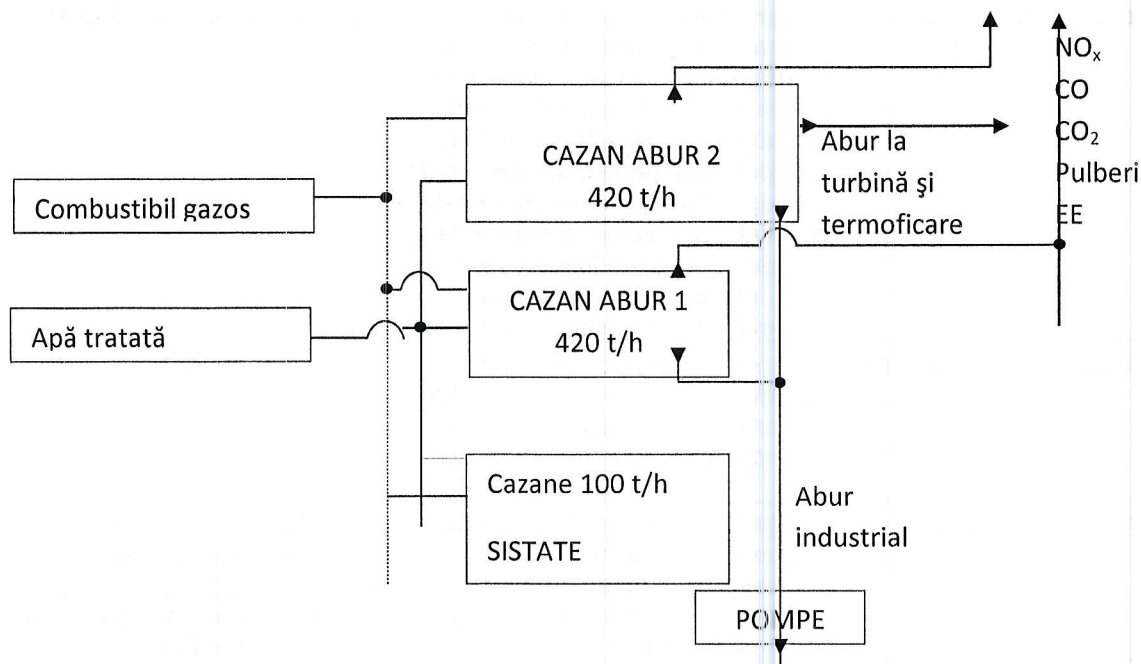 NOₓ
CO
CO₂
Pulberi
EE
CAZAN ABUR 2
420 t/h
Abur la
turbină şi
termoficare
Combustibil gazos
CAZAN ABUR 1
420 t/h
Apă tratată
Cazane 100 t/h
SISTATE
Abur
industrial
POMPE